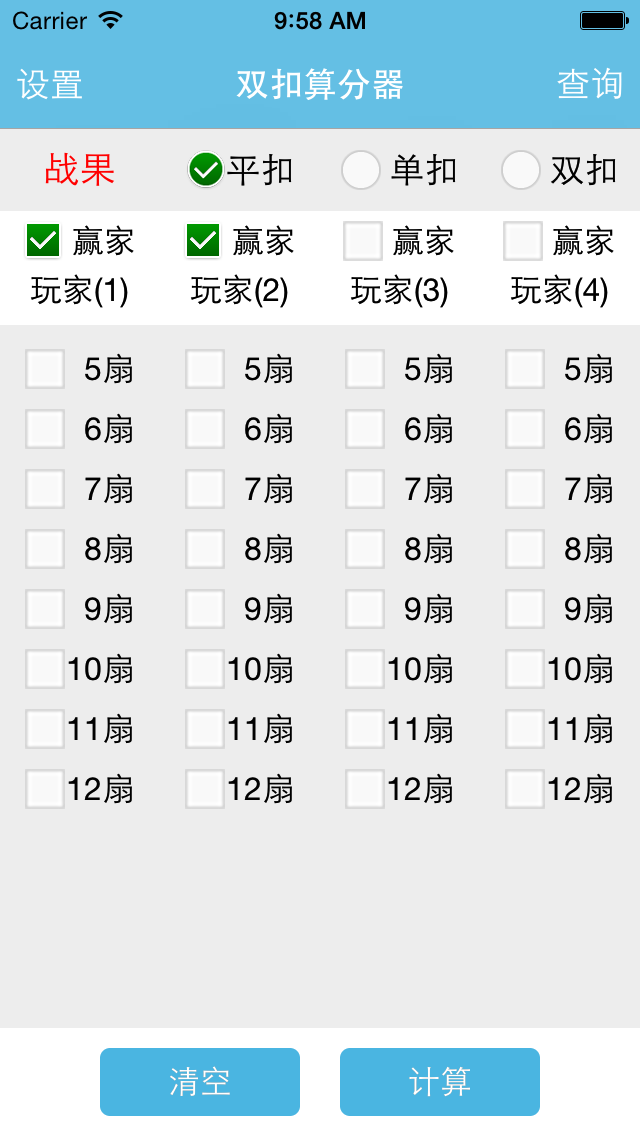 Carrier 9:58 AM
设置 双扣算分器 查询
战果 平扣 单扣 双扣
赢家 赢家 赢家 赢家
玩家(1) 玩家(2) 玩家(3) 玩家(4)
5扇 5扇 5扇 5扇
6扇 6扇 6扇 6扇
7扇 7扇 7扇 7扇
8扇 8扇 8扇 8扇
9扇 9扇 9扇 9扇
10扇 10扇 10扇 10扇
11扇 11扇 11扇 11扇
12扇 12扇 12扇 12扇
清空 计算